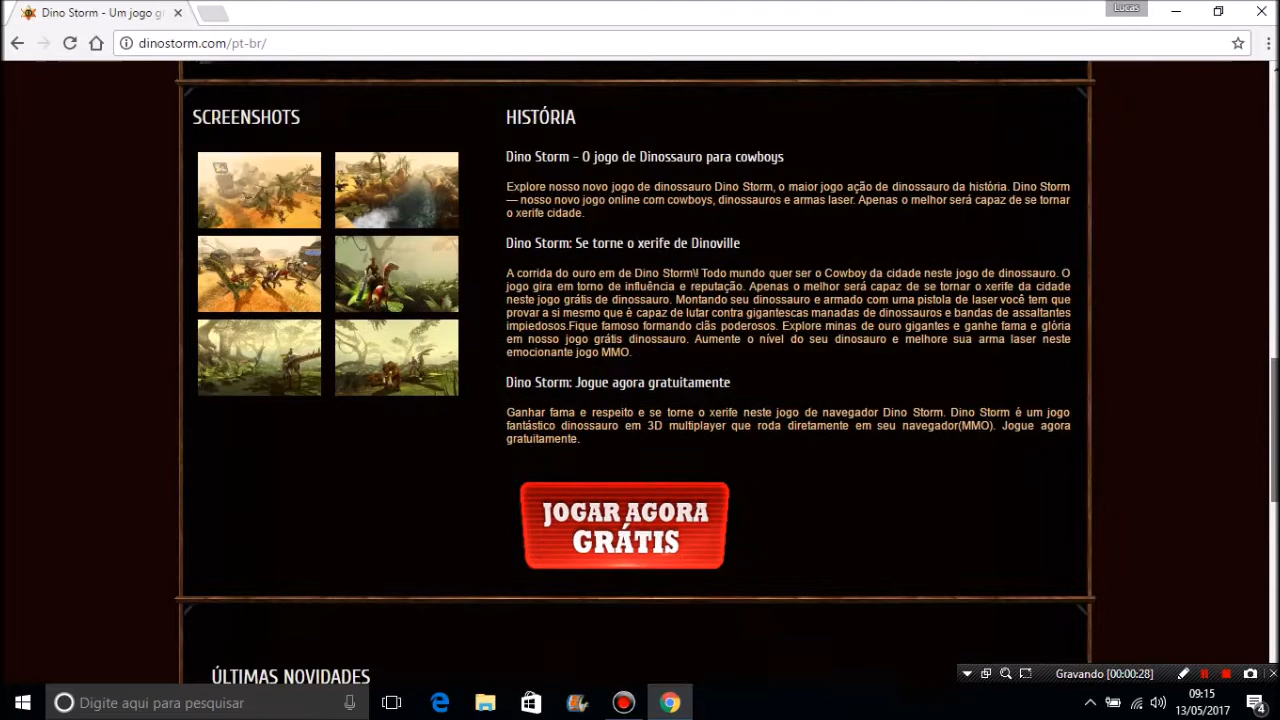 Dino Storm - Um jogo gr
Lucas
dinostorm.com/pt-br/
SCREENSHOTS
HISTÓRIA
Dino Storm - O jogo de Dinossauro para cowboys
Explore nosso novo jogo de dinossauro Dino Storm, o maior jogo ação de dinossauro da história. Dino Storm
— nosso novo jogo online com cowboys, dinossauros e armas laser. Apenas o melhor será capaz de se tornar
o xerife cidade.
Dino Storm: Se torne o xerife de Dinoville
A corrida do ouro em de Dino Storm\! Todo mundo quer ser o Cowboy da cidade neste jogo de dinossauro. O
jogo gira em torno de influência e reputação. Apenas o melhor será capaz de se tornar o xerife da cidade
neste jogo grátis de dinossauro. Montando seu dinossauro e armado com uma pistola de laser você tem que
provar a si mesmo que é capaz de lutar contra gigantescas manadas de dinossauros e bandas de assaltantes
impiedosos.Fique famoso formando clãs poderosos. Explore minas de ouro gigantes e ganhe fama e glória
em nosso jogo grátis dinossauro. Aumente o nível do seu dinosauro e melhore sua arma laser neste
emocionante jogo MMO.
Dino Storm: Jogue agora gratuitamente
Ganhar fama e respeito e se torne o xerife neste jogo de navegador Dino Storm. Dino Storm é um jogo
fantástico dinossauro em 3D multiplayer que roda diretamente em seu navegador(MMO). Jogue agora
gratuitamente.
JOGAR AGORA
GRÁTIS
ÚLTIMAS NOVIDADES
Gravando [00:00:28]
Digite aqui para pesquisar
09:15
13/05/2017
4